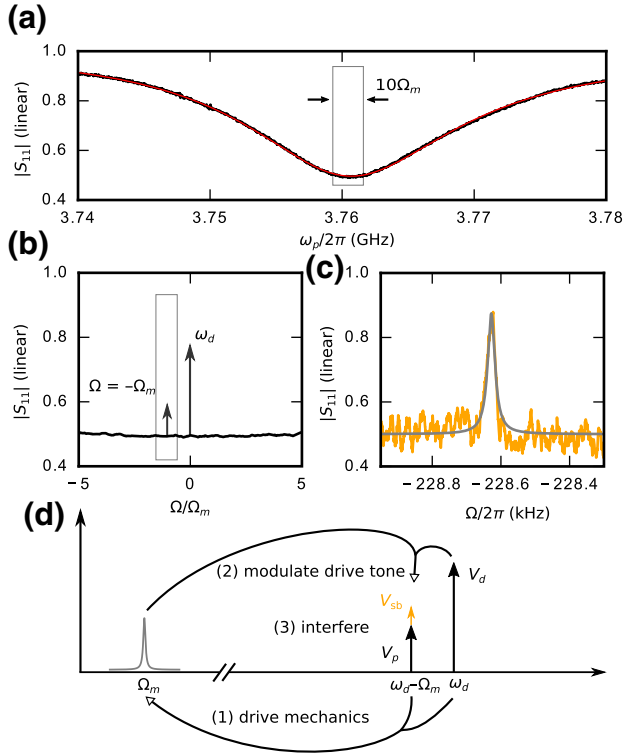 (a)
1.0
0.8
0.6
0.4
|S11| (linear)
10Ωm
3.74
3.75
3.76
3.77
3.78
ωp/2π (GHz)
(b)
1.0
0.8
0.6
0.4
|S11| (linear)
ωd
Ω = –Ωm
−5
0
5
Ω/Ωm
(c)
1.0
0.8
0.6
0.4
|S11| (linear)
−228.8
−228.6
−228.4
Ω/2π (kHz)
(d)
(2) modulate drive tone
Vd
Vsb
(3) interfere
Vp
Ωm
ωd–Ωm
ωd
(1) drive mechanics